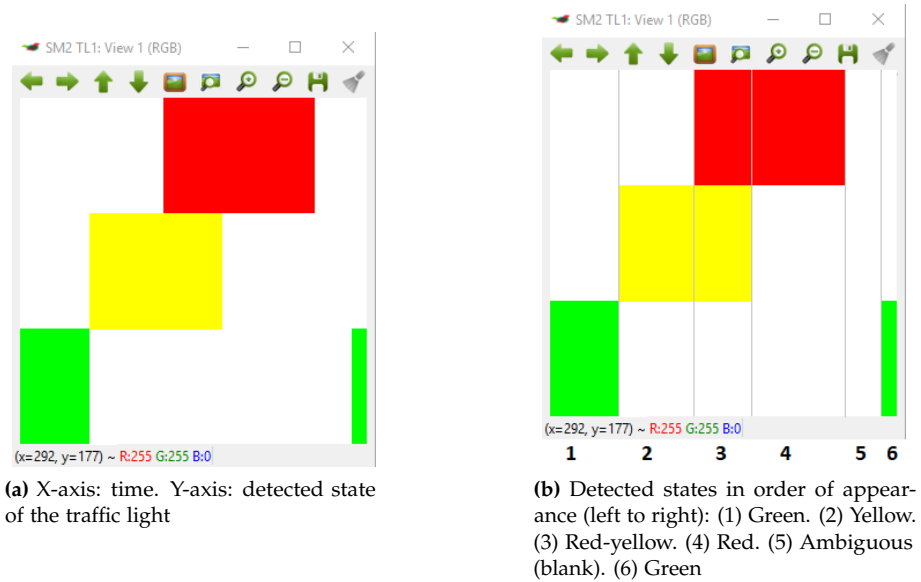 SM2 TL1: View 1 (RGB)
(x=292, y=177) ~ R:255 G:255 B:0
(a) X-axis: time. Y-axis: detected state
of the traffic light
SM2 TL1: View 1 (RGB)
(x=292, y=177) ~ R:255 G:255 B:0
1 2 3 4 5 6
(b) Detected states in order of appear-
ance (left to right): (1) Green. (2) Yellow.
(3) Red-yellow. (4) Red. (5) Ambiguous
(blank). (6) Green